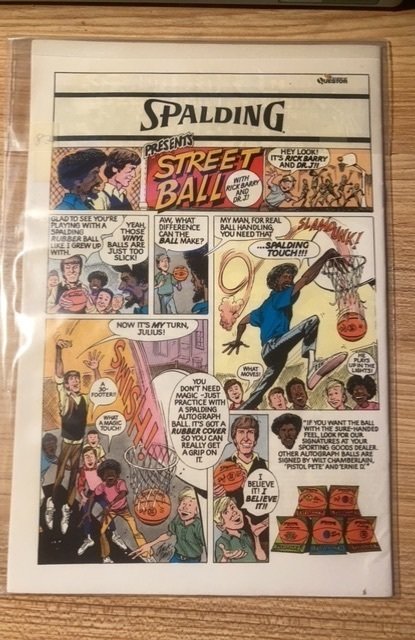 QUESTOR
SPALDING
PRESENTS
STREET
BALL
WITH
RICK BARRY
AND
DR. J!
HEY LOOK!
IT'S RICK BARRY
AND DR. J!!
GLAD TO SEE YOU'RE
PLAYING WITH A
SPALDING
RUBBER BALL
LIKE I GREW UP
WITH.
YEAH,
THOSE
VINYL
BALLS ARE
JUST TOO
SLICK!
AW, WHAT
DIFFERENCE
CAN THE
BALL MAKE?
MY MAN, FOR REAL
BALL HANDLING,
YOU NEED THAT
...SPALDING
TOUCH!!!
SLAMDUNK!
WHAT
MOVES!
HE
PLAYS
UP IN THE
LIGHTS!
NOW IT'S MY TURN,
JULIUS!
A
30-
FOOTER!!
WHAT
A MAGIC
TOUCH!
SWISH!!
YOU
DON'T NEED
MAGIC -JUST
PRACTICE WITH
A SPALDING
AUTOGRAPH
BALL. IT'S GOT A
RUBBER COVER
SO YOU CAN
REALLY GET
A GRIP ON
IT.
I
BELIEVE
IT! I
BELIEVE
IT!!
"IF YOU WANT THE BALL
WITH THE SURE-HANDED
FEEL, LOOK FOR OUR
SIGNATURES AT YOUR
SPORTING GOODS DEALER.
OTHER AUTOGRAPH BALLS ARE
SIGNED BY WILT CHAMBERLAIN,
"PISTOL PETE" AND "ERNIE D."